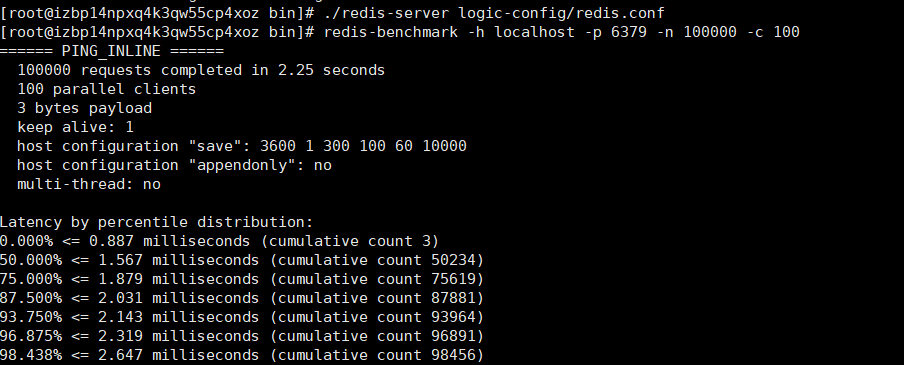 [root@izbp14npxq4k3qw55cp4xoz bin]# ./redis-server logic-config/redis.conf
[root@izbp14npxq4k3qw55cp4xoz bin]# redis-benchmark -h localhost -p 6379 -n 100000 -c 100
====== PING_INLINE ======
  100000 requests completed in 2.25 seconds
  100 parallel clients
  3 bytes payload
  keep alive: 1
  host configuration "save": 3600 1 300 100 60 10000
  host configuration "appendonly": no
  multi-thread: no

Latency by percentile distribution:
0.000% <= 0.887 milliseconds (cumulative count 3)
50.000% <= 1.567 milliseconds (cumulative count 50234)
75.000% <= 1.879 milliseconds (cumulative count 75619)
87.500% <= 2.031 milliseconds (cumulative count 87881)
93.750% <= 2.143 milliseconds (cumulative count 93964)
96.875% <= 2.319 milliseconds (cumulative count 96891)
98.438% <= 2.647 milliseconds (cumulative count 98456)